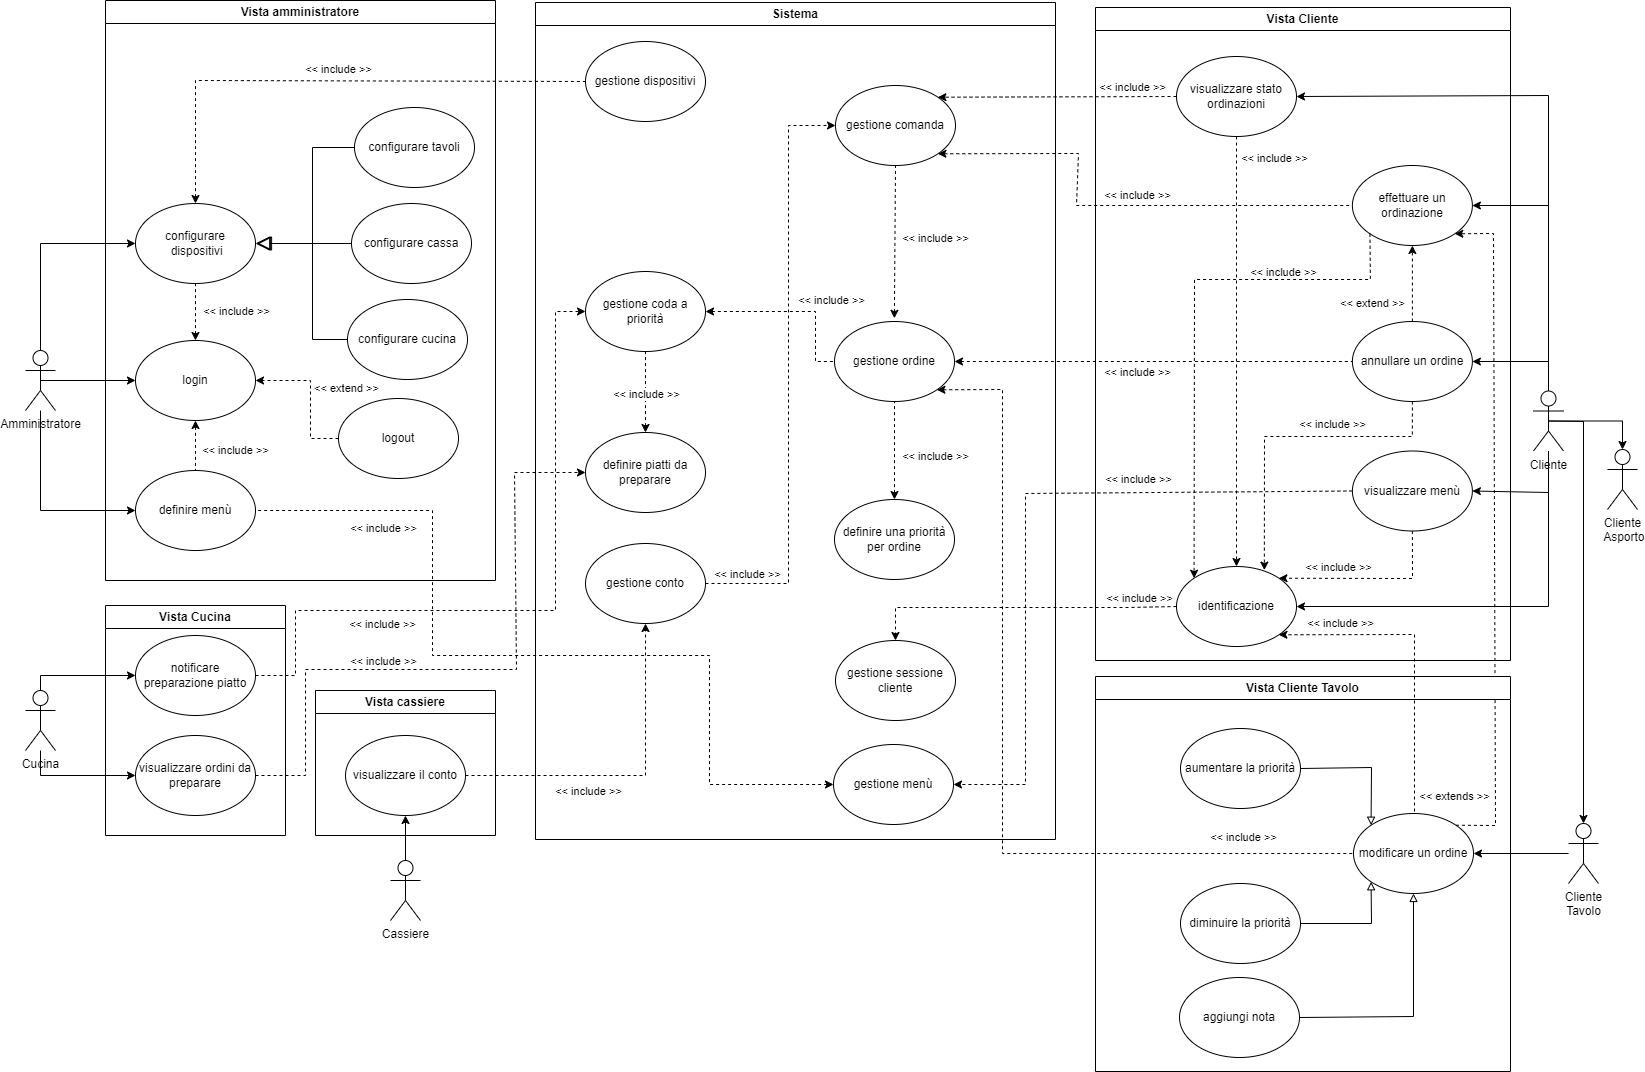 Vista amministratore
<< include >>
configurare tavoli
configurare
dispositivi
configurare cassa
<< include >>
configurare cucina
login
<< extend >>
logout
<< include >>
definire menù
<< include >>
Amministratore
Vista Cucina
notificare
preparazione piatto
<< include >>
<< include >>
visualizzare ordini da
preparare
Cucina
Vista cassiere
visualizzare il conto
<< include >>
Cassiere
Sistema
gestione dispositivi
gestione comanda
<< include >>
gestione coda a
priorità
<< include >>
gestione ordine
<< include >>
definire piatti da
preparare
<< include >>
definire una priorità
per ordine
gestione conto
<< include >>
gestione sessione
cliente
gestione menù
Vista Cliente
<< include >>
visualizzare stato
ordinazioni
<< include >>
<< include >>
effettuare un
ordinazione
<< include >>
<< extend >>
annullare un ordine
<< include >>
<< include >>
<< include >>
visualizzare menù
<< include >>
<< include >>
identificazione
<< include >>
Cliente
Cliente
Asporto
Vista Cliente Tavolo
aumentare la priorità
<< extends >>
<< include >>
modificare un ordine
diminuire la priorità
aggiungi nota
Cliente
Tavolo